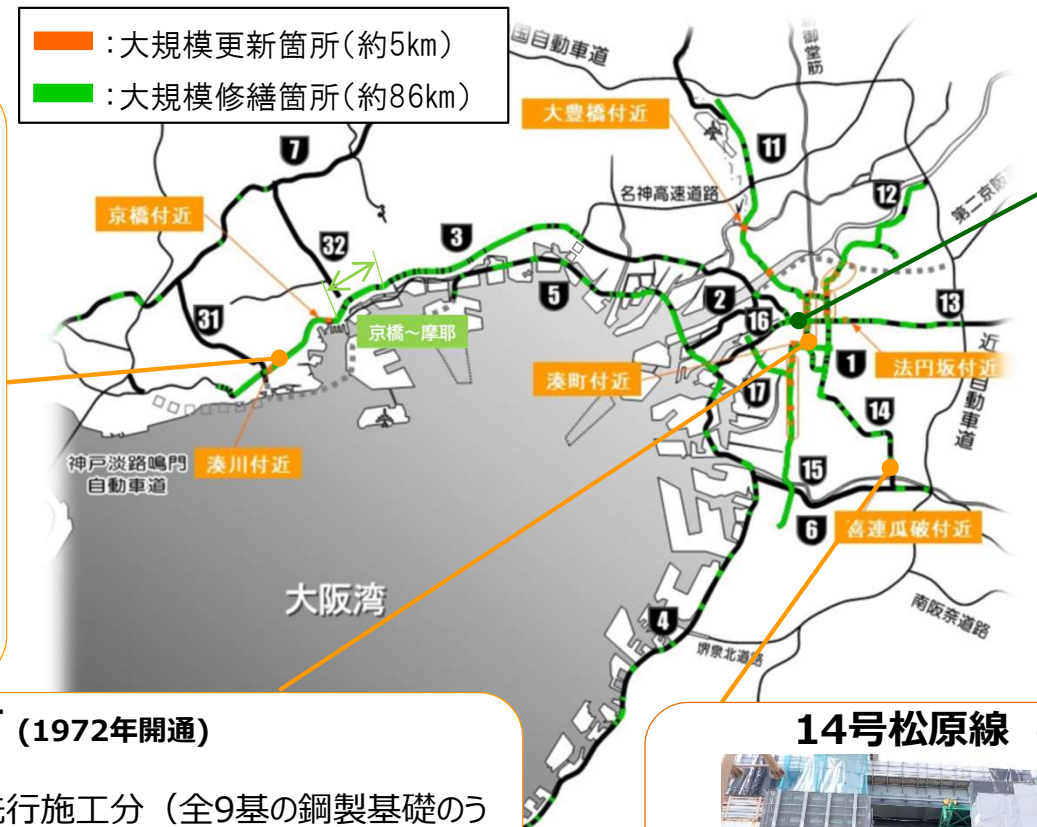 ：大規模更新箇所(約5km)
：大規模修繕箇所(約86km)
国自動車道
御堂筋
大豊橋付近
11
7
12
名神高速道路
第二京阪
京橋付近
32
3
5
2
13
31
京橋～摩耶
16
近
自動車道
1
法円坂付近
湊町付近
17
14
神戸淡路鳴門
自動車道
湊川付近
15
6
喜連瓜破付近
大阪湾
南阪奈道路
4
堺泉北道路
(1972年開通)
先行施工分（全9基の鋼製基礎のう
14号松原線